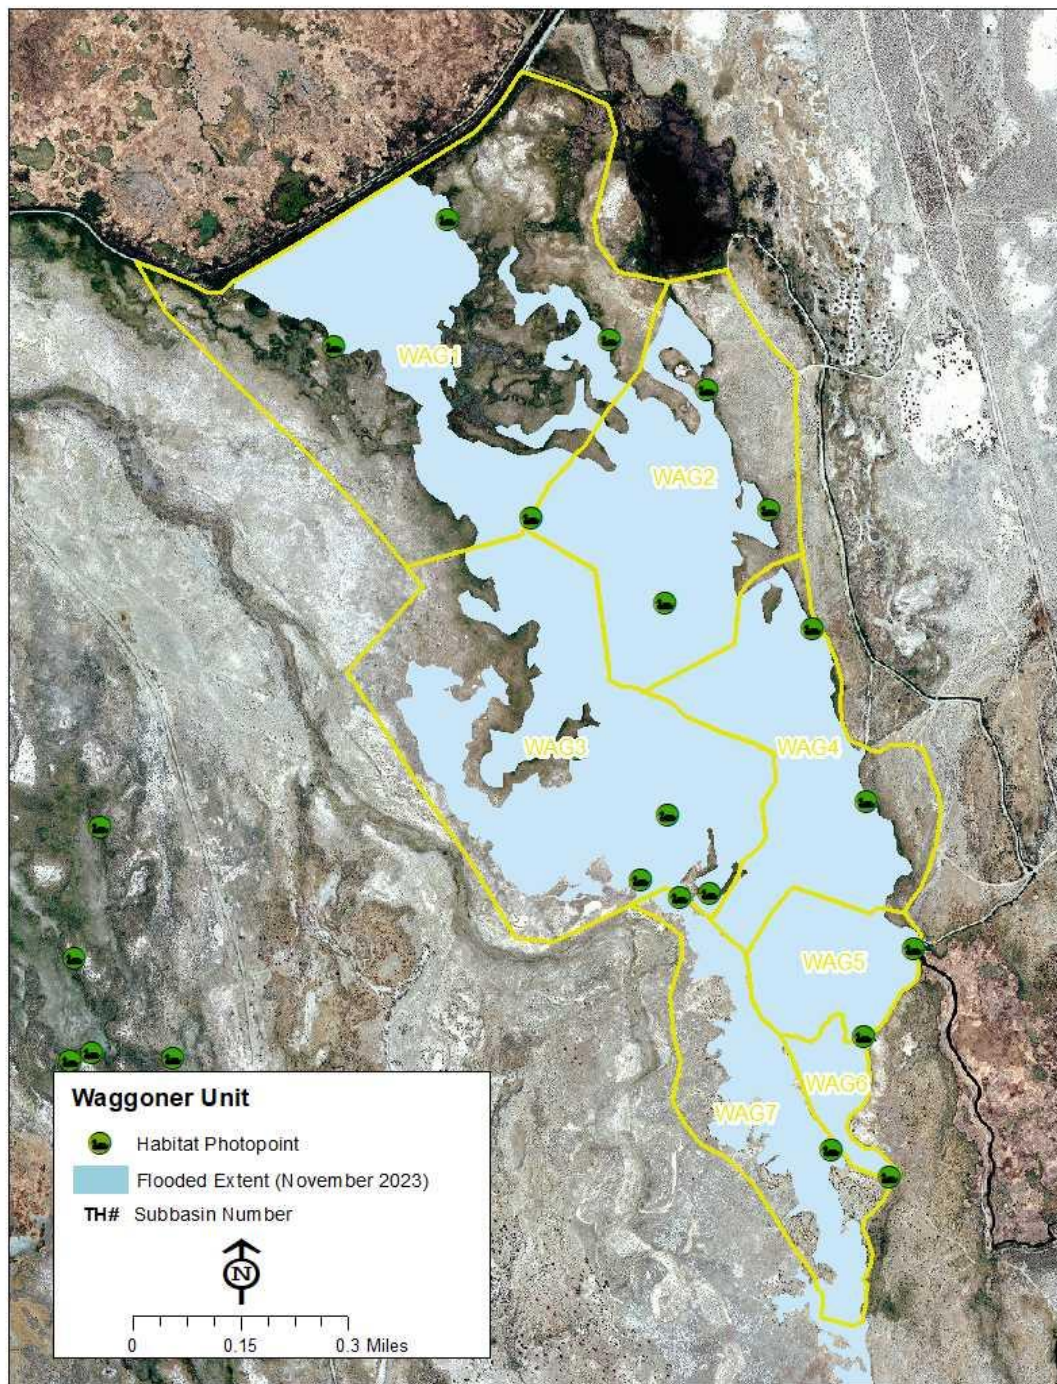 WAG1
WAG2
WAG3
WAG4
WAG5
WAG6
WAG7
Waggoner Unit
Habitat Photopoint
Flooded Extent (November 2023)
TH# Subbasin Number
N
0 0.15 0.3 Miles